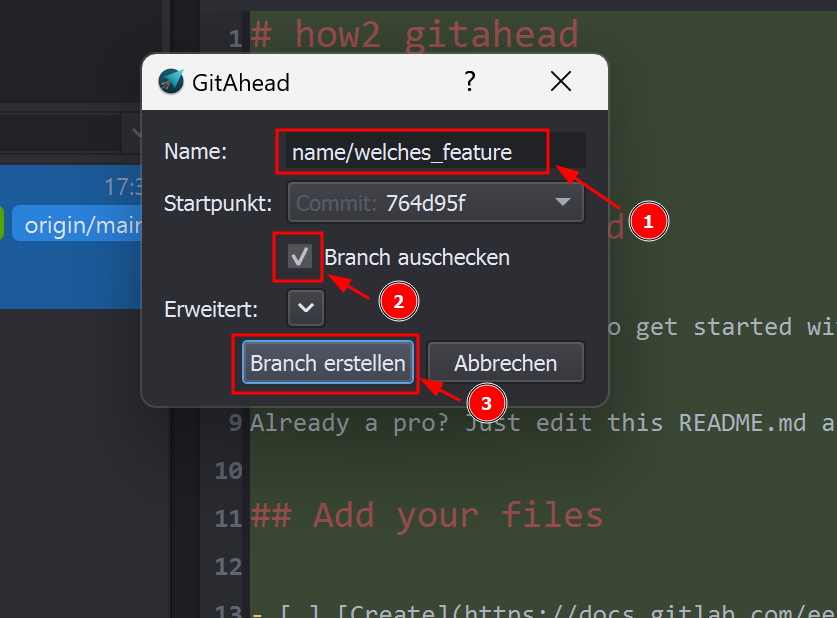 1 # how2 gitahead
GitAhead ?
Name: name/welches_feature
17:3
Startpunkt: Commit: 764d95f
1
origin/main
d
Branch auschecken
2
Erweitert:
o get started wi
Branch erstellen Abbrechen
3
9 Already a pro? Just edit this README.md a
10
11 ## Add your files
12
13 - [ ] [Create](https://docs.gitlab.com/ee